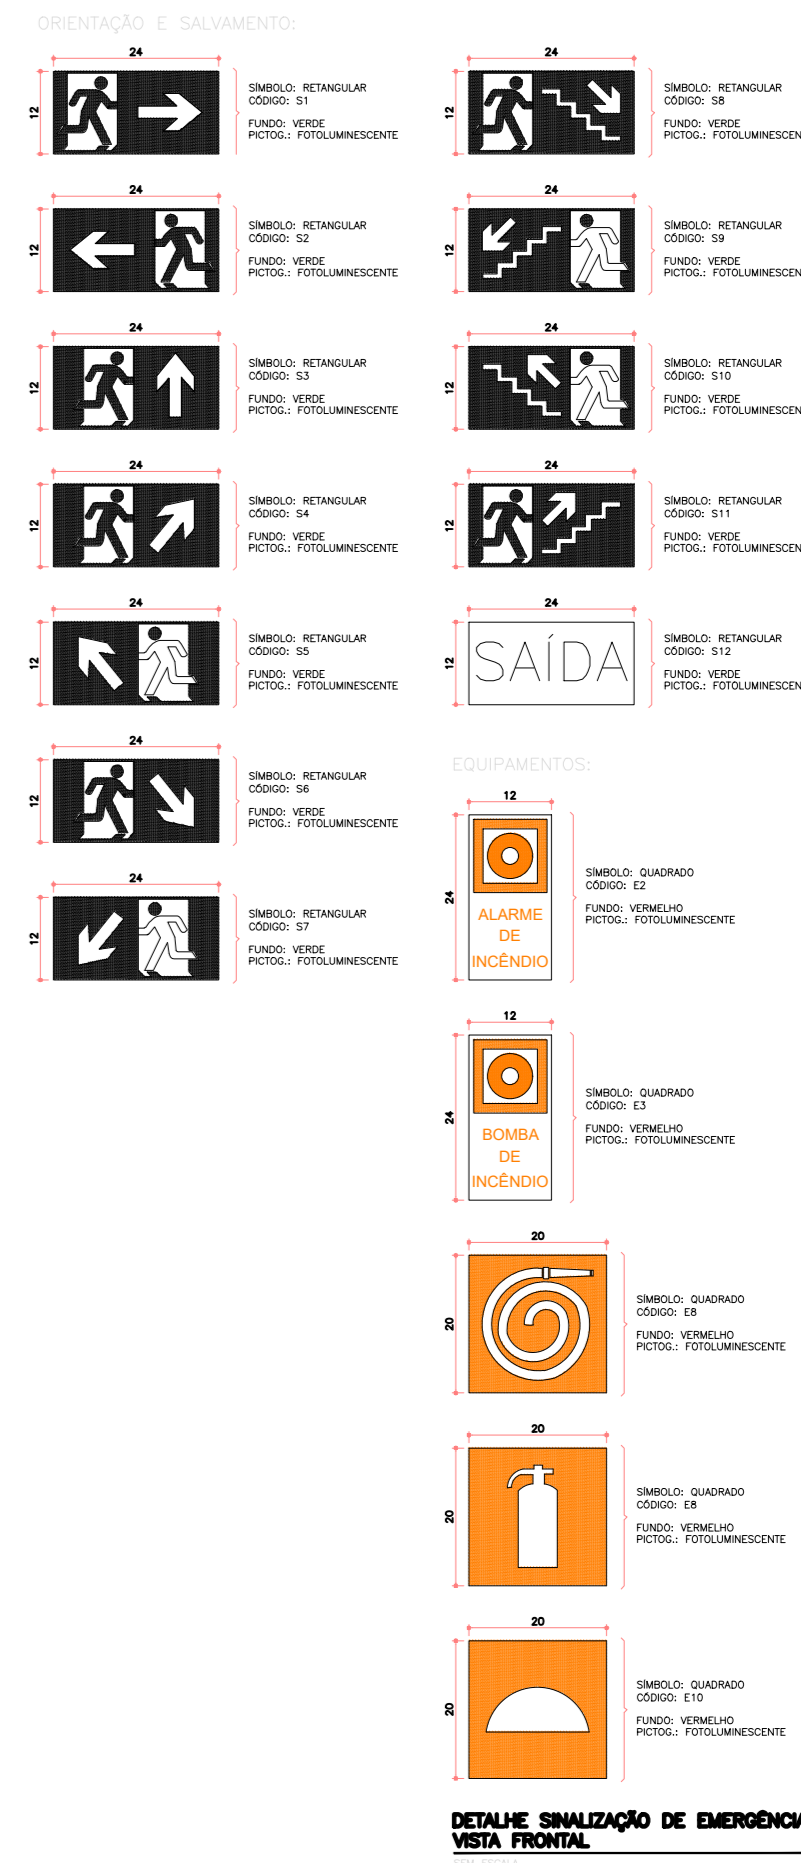 ORIENTAÇÃO E SALVAMENTO:
24
12
SÍMBOLO: RETANGULAR
CÓDIGO: S1
FUNDO: VERDE
PICTOG.: FOTOLUMINESCENTE
24
12
SÍMBOLO: RETANGULAR
CÓDIGO: S2
FUNDO: VERDE
PICTOG.: FOTOLUMINESCENTE
24
12
SÍMBOLO: RETANGULAR
CÓDIGO: S3
FUNDO: VERDE
PICTOG.: FOTOLUMINESCENTE
24
12
SÍMBOLO: RETANGULAR
CÓDIGO: S4
FUNDO: VERDE
PICTOG.: FOTOLUMINESCENTE
24
12
SÍMBOLO: RETANGULAR
CÓDIGO: S5
FUNDO: VERDE
PICTOG.: FOTOLUMINESCENTE
24
12
SÍMBOLO: RETANGULAR
CÓDIGO: S6
FUNDO: VERDE
PICTOG.: FOTOLUMINESCENTE
24
12
SÍMBOLO: RETANGULAR
CÓDIGO: S7
FUNDO: VERDE
PICTOG.: FOTOLUMINESCENTE
24
12
SÍMBOLO: RETANGULAR
CÓDIGO: S8
FUNDO: VERDE
PICTOG.: FOTOLUMINESCEN
24
12
SÍMBOLO: RETANGULAR
CÓDIGO: S9
FUNDO: VERDE
PICTOG.: FOTOLUMINESCEN
24
12
SÍMBOLO: RETANGULAR
CÓDIGO: S10
FUNDO: VERDE
PICTOG.: FOTOLUMINESCEN
24
12
SÍMBOLO: RETANGULAR
CÓDIGO: S11
FUNDO: VERDE
PICTOG.: FOTOLUMINESCEN
24
12
SAÍDA
SÍMBOLO: RETANGULAR
CÓDIGO: S12
FUNDO: VERDE
PICTOG.: FOTOLUMINESCEN
EQUIPAMENTOS:
12
24
ALARME
DE
INCÊNDIO
SÍMBOLO: QUADRADO
CÓDIGO: E2
FUNDO: VERMELHO
PICTOG.: FOTOLUMINESCENTE
12
24
BOMBA
DE
INCÊNDIO
SÍMBOLO: QUADRADO
CÓDIGO: E3
FUNDO: VERMELHO
PICTOG.: FOTOLUMINESCENTE
20
20
SÍMBOLO: QUADRADO
CÓDIGO: E8
FUNDO: VERMELHO
PICTOG.: FOTOLUMINESCENTE
20
20
SÍMBOLO: QUADRADO
CÓDIGO: E8
FUNDO: VERMELHO
PICTOG.: FOTOLUMINESCENTE
20
20
SÍMBOLO: QUADRADO
CÓDIGO: E10
FUNDO: VERMELHO
PICTOG.: FOTOLUMINESCENTE
DETALHE SINALIZAÇÃO DE EMERGÊNCIA
VISTA FRONTAL
SEM ESCALA